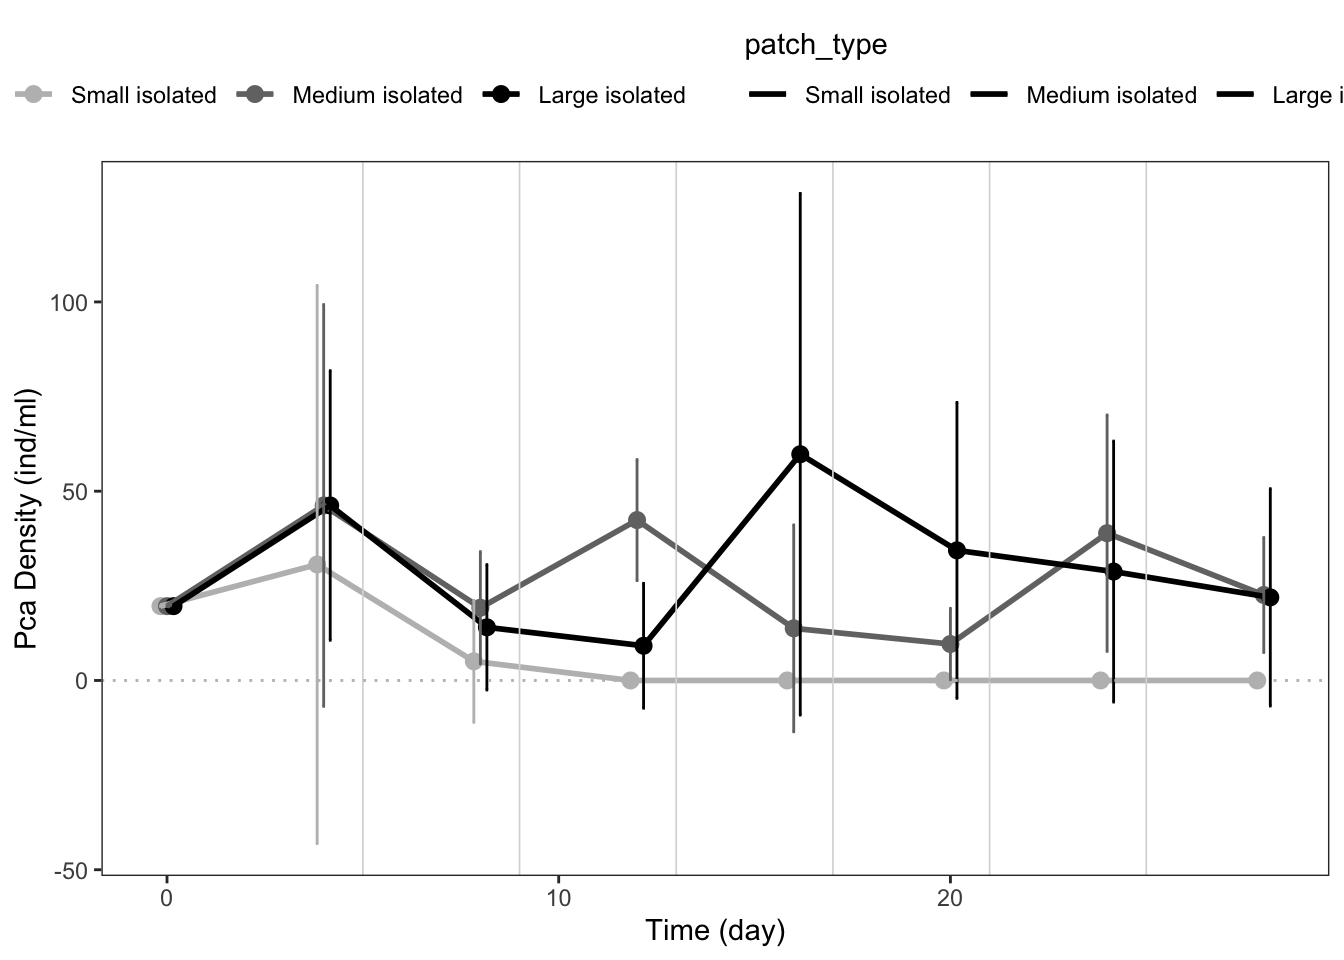 patch_type
Small isolated Medium isolated Large isolated Small isolated Medium isolated Large i
100
50
0
-50
Pca Density (ind/ml)
0 10 20
Time (day)